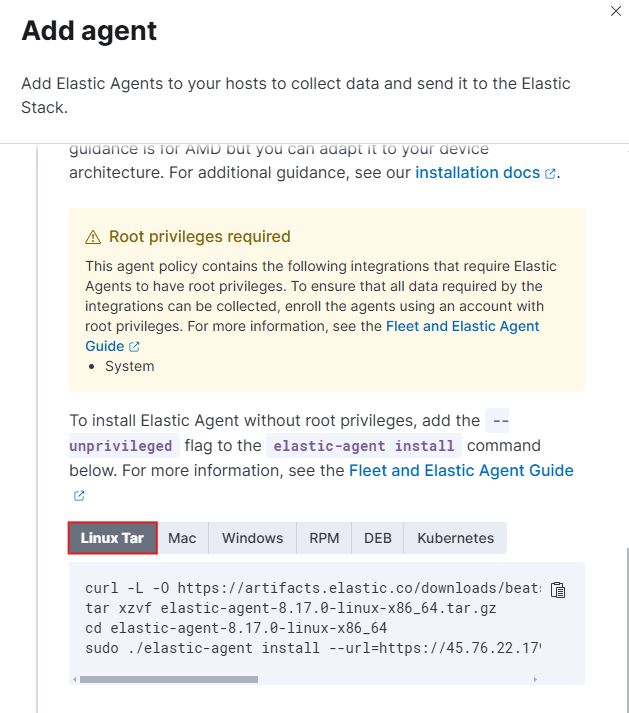 Add agent
Add Elastic Agents to your hosts to collect data and send it to the Elastic
Stack.
guidance is for AMD but you can adapt it to your device
architecture. For additional guidance, see our installation docs.
Root privileges required
This agent policy contains the following integrations that require Elastic
Agents to have root privileges. To ensure that all data required by the
integrations can be collected, enroll the agents using an account with
root privileges. For more information, see the Fleet and Elastic Agent
Guide
• System
To install Elastic Agent without root privileges, add the --
unprivileged flag to the elastic-agent install command
below. For more information, see the Fleet and Elastic Agent Guide
Linux Tar Mac Windows RPM DEB Kubernetes
curl -L -O https://artifacts.elastic.co/downloads/beats
tar xzvf elastic-agent-8.17.0-linux-x86_64.tar.gz
cd elastic-agent-8.17.0-linux-x86_64
sudo ./elastic-agent install --url=https://45.76.22.17